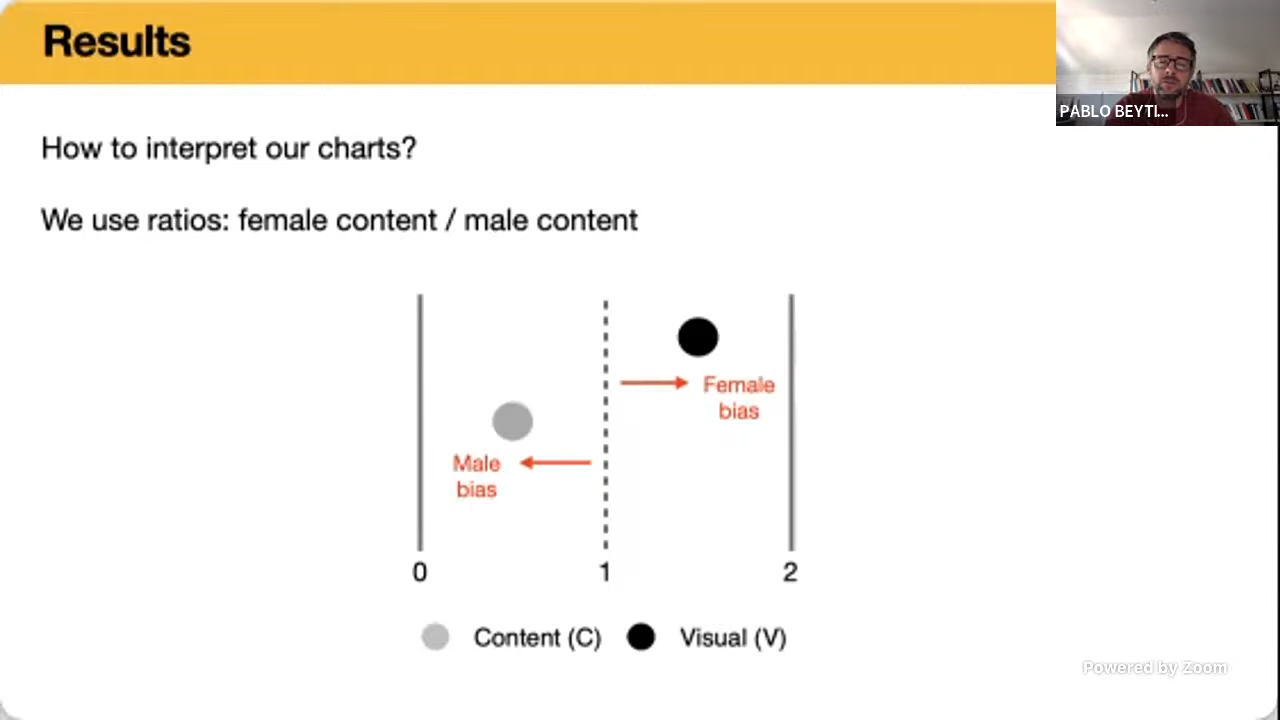 Results
PABLO BEYTI...
How to interpret our charts?
We use ratios: female content / male content
Female
bias
Male
bias
0 1 2
Content (C) Visual (V)
Powered by Zoom